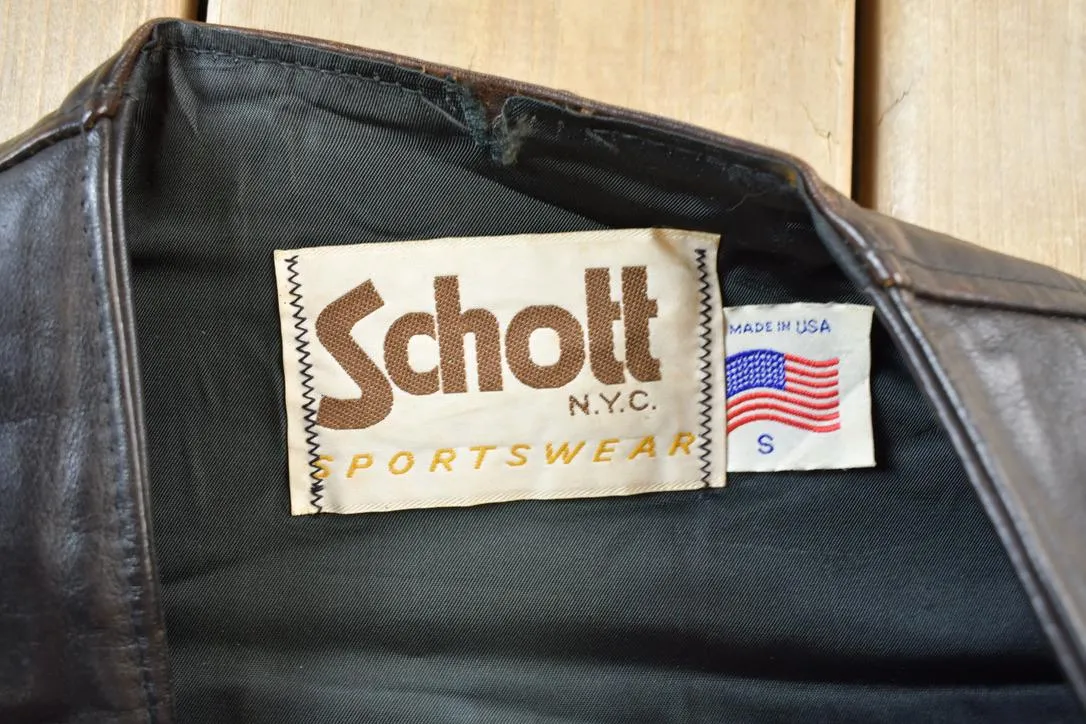 Schott
N.Y.C.
SPORTSWEAR
MADE IN USA
S